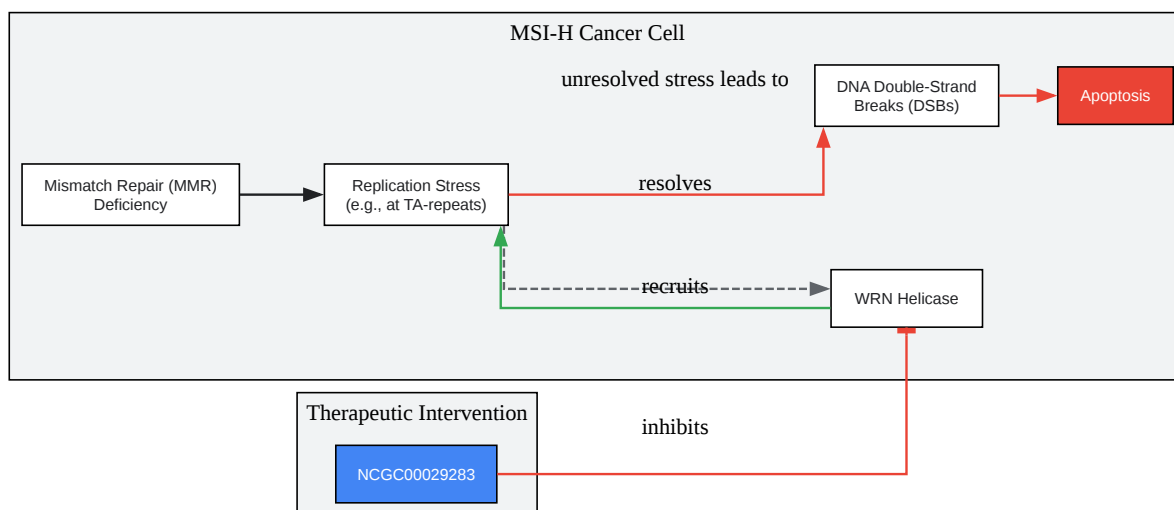 MSI-H Cancer Cell
unresolved stress leads to
DNA Double-Strand
Breaks (DSBs)
Apoptosis
Mismatch Repair (MMR)
Deficiency
Replication Stress
(e.g., at TA-repeats)
resolves
recruits
WRN Helicase
Therapeutic Intervention
inhibits
NCGC00029283